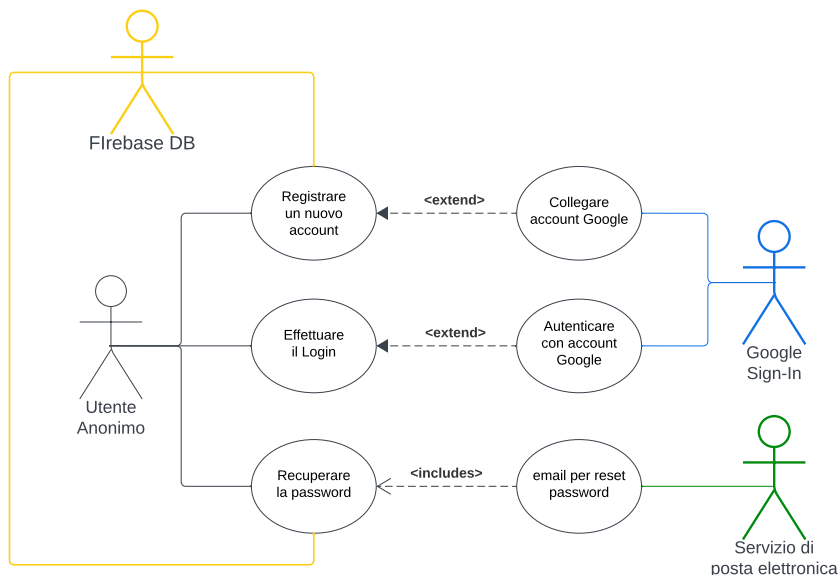 FIrebase DB
Registrare
un nuovo
account
<extend>
Collegare
account Google
Effettuare
il Login
<extend>
Autenticare
con account
Google
Google
Sign-In
Utente
Anonimo
Recuperare
la password
<includes>
email per reset
password
Servizio di
posta elettronica